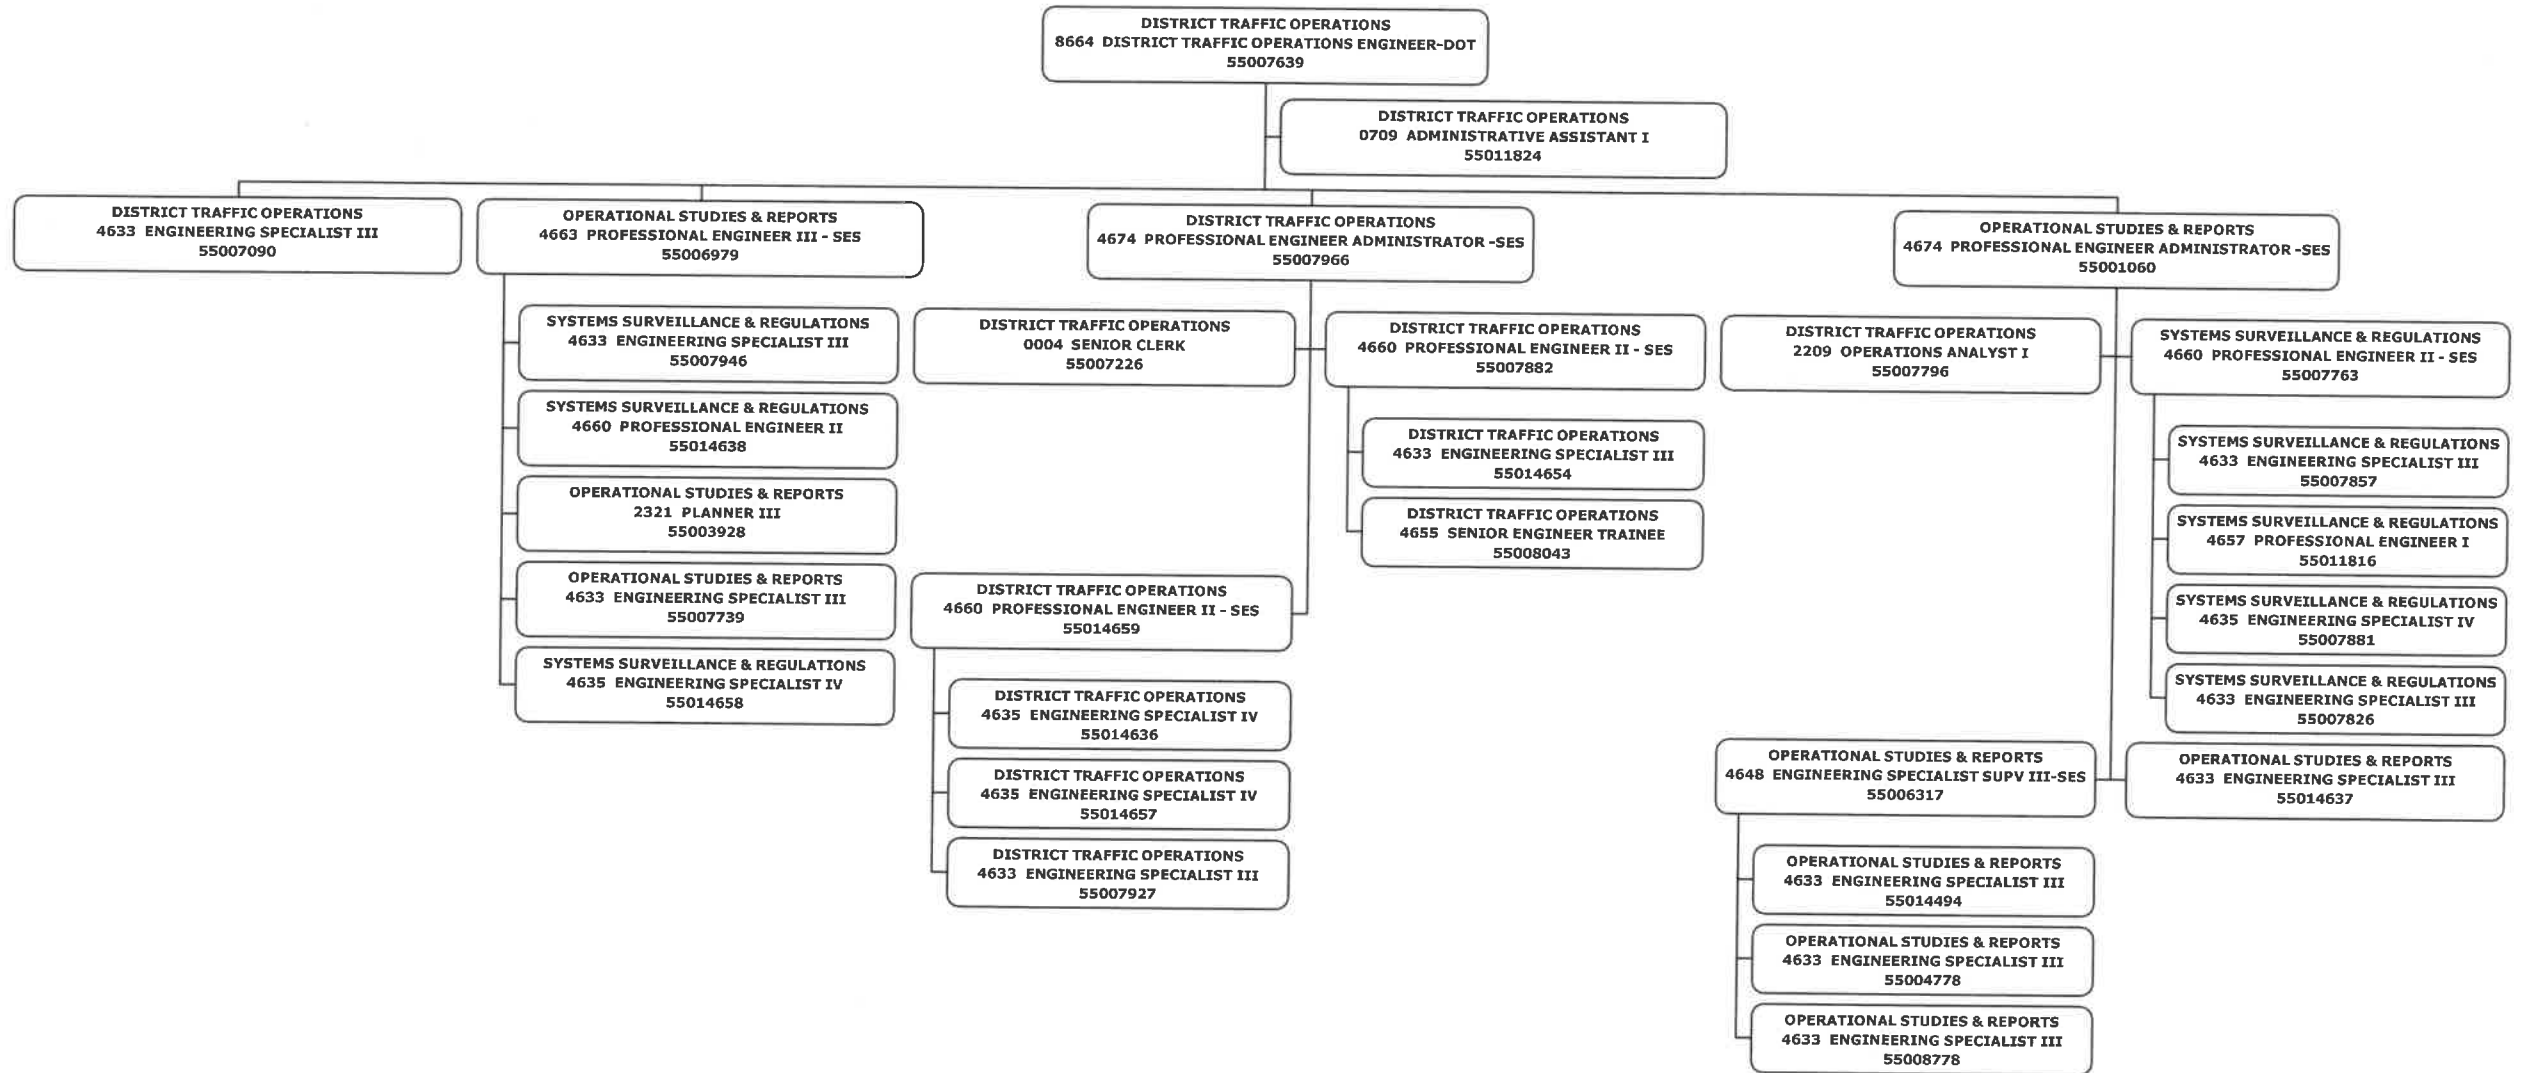 DISTRICT TRAFFIC OPERATIONS
8664 DISTRICT TRAFFIC OPERATIONS ENGINEER-DOT
55007639
DISTRICT TRAFFIC OPERATIONS
0709 ADMINISTRATIVE ASSISTANT I
55011824
DISTRICT TRAFFIC OPERATIONS
4633 ENGINEERING SPECIALIST III
55007090
OPERATIONAL STUDIES & REPORTS
4663 PROFESSIONAL ENGINEER III - SES
55006979
DISTRICT TRAFFIC OPERATIONS
4674 PROFESSIONAL ENGINEER ADMINISTRATOR -SES
55007966
OPERATIONAL STUDIES & REPORTS
4674 PROFESSIONAL ENGINEER ADMINISTRATOR -SES
55001060
SYSTEMS SURVEILLANCE & REGULATIONS
4633 ENGINEERING SPECIALIST III
55007946
SYSTEMS SURVEILLANCE & REGULATIONS
4660 PROFESSIONAL ENGINEER II
55014638
OPERATIONAL STUDIES & REPORTS
2321 PLANNER III
55003928
OPERATIONAL STUDIES & REPORTS
4633 ENGINEERING SPECIALIST III
55007739
SYSTEMS SURVEILLANCE & REGULATIONS
4635 ENGINEERING SPECIALIST IV
55014658
DISTRICT TRAFFIC OPERATIONS
0004 SENIOR CLERK
55007226
DISTRICT TRAFFIC OPERATIONS
4660 PROFESSIONAL ENGINEER II - SES
55007882
DISTRICT TRAFFIC OPERATIONS
4633 ENGINEERING SPECIALIST III
55014654
DISTRICT TRAFFIC OPERATIONS
4655 SENIOR ENGINEER TRAINEE
55008043
DISTRICT TRAFFIC OPERATIONS
4660 PROFESSIONAL ENGINEER II - SES
55014659
DISTRICT TRAFFIC OPERATIONS
4635 ENGINEERING SPECIALIST IV
55014636
DISTRICT TRAFFIC OPERATIONS
4635 ENGINEERING SPECIALIST IV
55014657
DISTRICT TRAFFIC OPERATIONS
4633 ENGINEERING SPECIALIST III
55007927
DISTRICT TRAFFIC OPERATIONS
2209 OPERATIONS ANALYST I
55007796
SYSTEMS SURVEILLANCE & REGULATIONS
4660 PROFESSIONAL ENGINEER II - SES
55007763
SYSTEMS SURVEILLANCE & REGULATIONS
4633 ENGINEERING SPECIALIST III
55007857
SYSTEMS SURVEILLANCE & REGULATIONS
4657 PROFESSIONAL ENGINEER I
55011816
SYSTEMS SURVEILLANCE & REGULATIONS
4635 ENGINEERING SPECIALIST IV
55007881
SYSTEMS SURVEILLANCE & REGULATIONS
4633 ENGINEERING SPECIALIST III
55007826
OPERATIONAL STUDIES & REPORTS
4648 ENGINEERING SPECIALIST SUPV III-SES
55006317
OPERATIONAL STUDIES & REPORTS
4633 ENGINEERING SPECIALIST III
55014637
OPERATIONAL STUDIES & REPORTS
4633 ENGINEERING SPECIALIST III
55014494
OPERATIONAL STUDIES & REPORTS
4633 ENGINEERING SPECIALIST III
55004778
OPERATIONAL STUDIES & REPORTS
4633 ENGINEERING SPECIALIST III
55008778